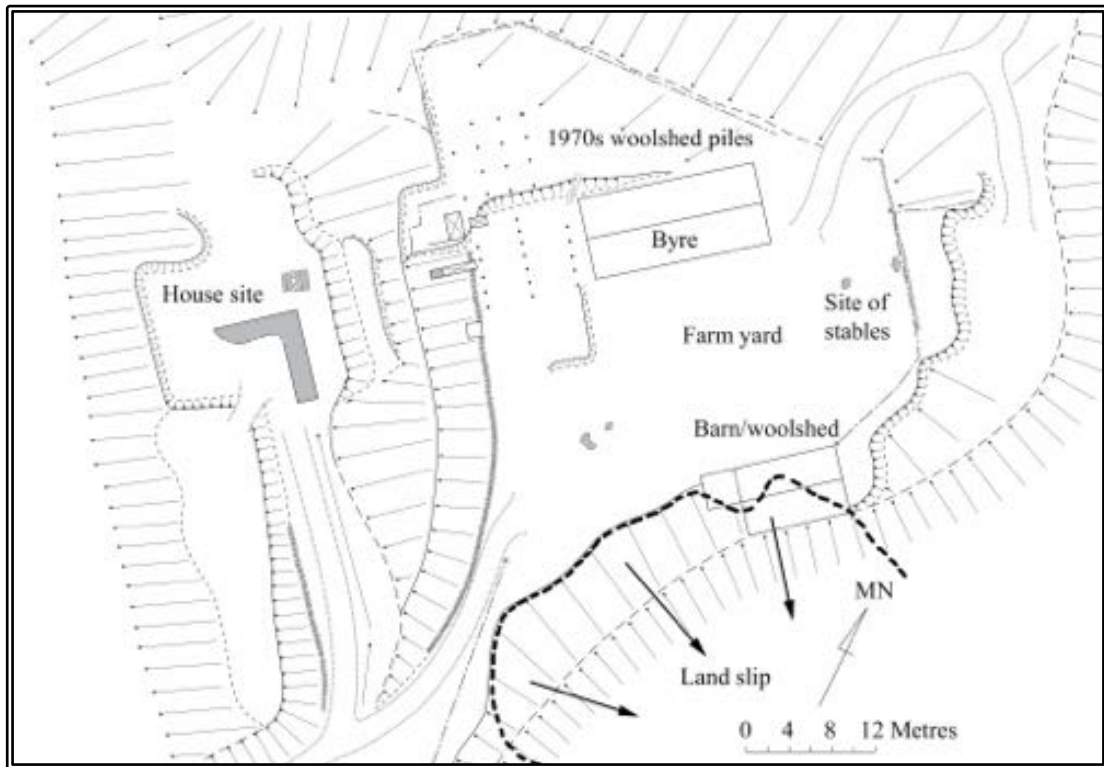 1970s woolshed piles
Byre
House site
Site of
stables
Farm yard
Barn/woolshed
MN
Land slip
0 4 8 12 Metres